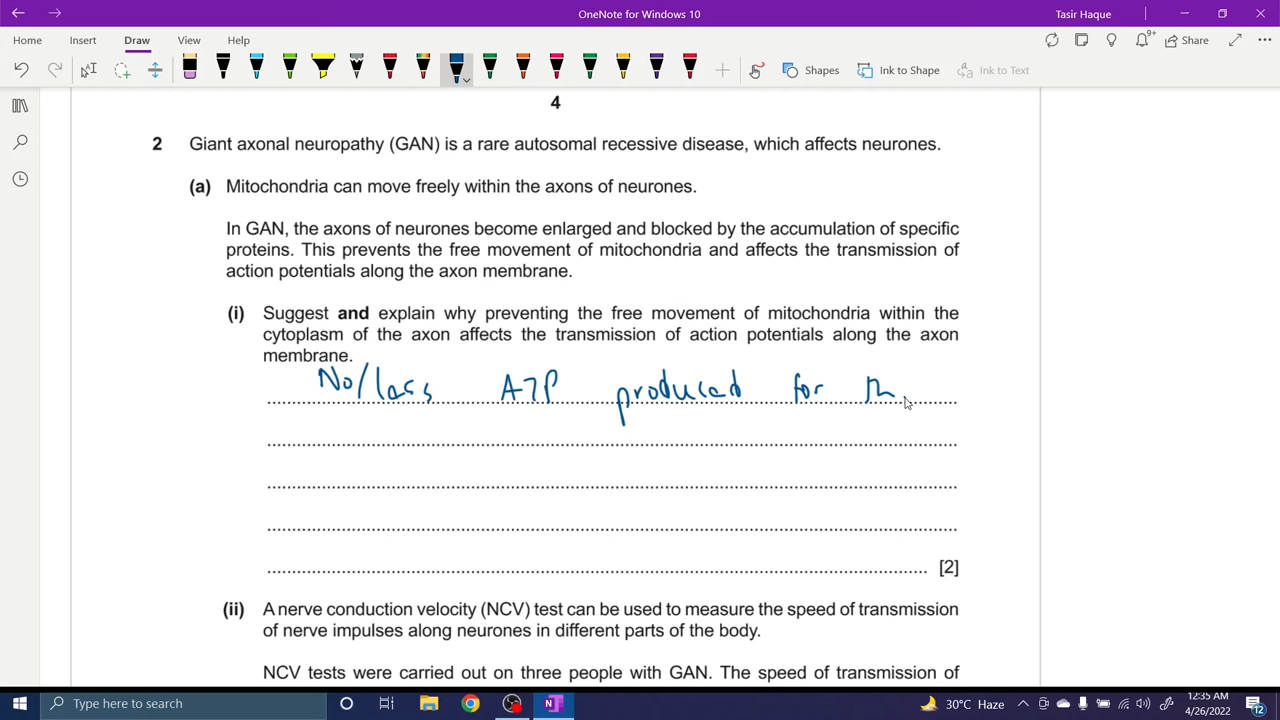 OneNote for Windows 10
Tasir Haque
Home Insert Draw View Help
Share
Shapes Ink to Shape Ink to Text
4
2 Giant axonal neuropathy (GAN) is a rare autosomal recessive disease, which affects neurones.
(a) Mitochondria can move freely within the axons of neurones.
In GAN, the axons of neurones become enlarged and blocked by the accumulation of specific
proteins. This prevents the free movement of mitochondria and affects the transmission of
action potentials along the axon membrane.
(i) Suggest and explain why preventing the free movement of mitochondria within the
cytoplasm of the axon affects the transmission of action potentials along the axon
membrane.
No/less ATP produced for th
[2]
(ii) A nerve conduction velocity (NCV) test can be used to measure the speed of transmission
of nerve impulses along neurones in different parts of the body.
NCV tests were carried out on three people with GAN. The speed of transmission of
Type here to search
30°C Haze
12:35 AM
4/26/2022
12